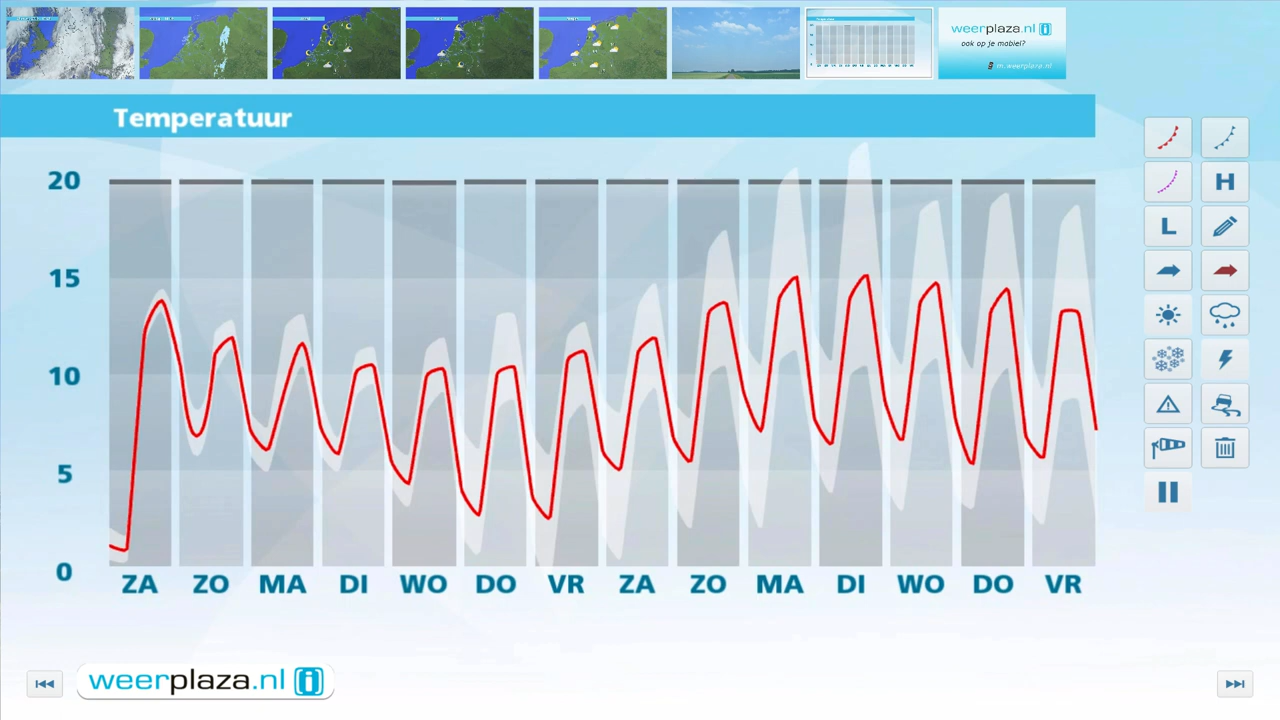 weerplaza.nl i
ook op je mobiel?
m.weerplaza.nl
Temperatuur
20
15
10
5
0
ZA ZO MA DI WO DO VR ZA ZO MA DI WO DO VR
H
L
weerplaza.nl i